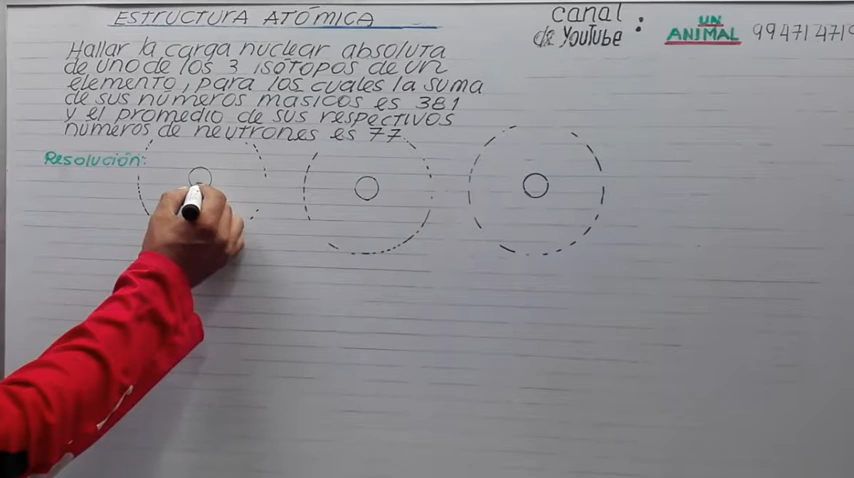 ESTRUCTURA ATÓMICA
canal
de YouTube :
UN
ANIMAL
994714719
Hallar la carga nuclear absoluta
de uno de los 3 isótopos de un
elemento, para los cuales la suma
de sus números masicos es 381
y el promedio de sus respectivos
números de neutrones es 77.
Resolución: